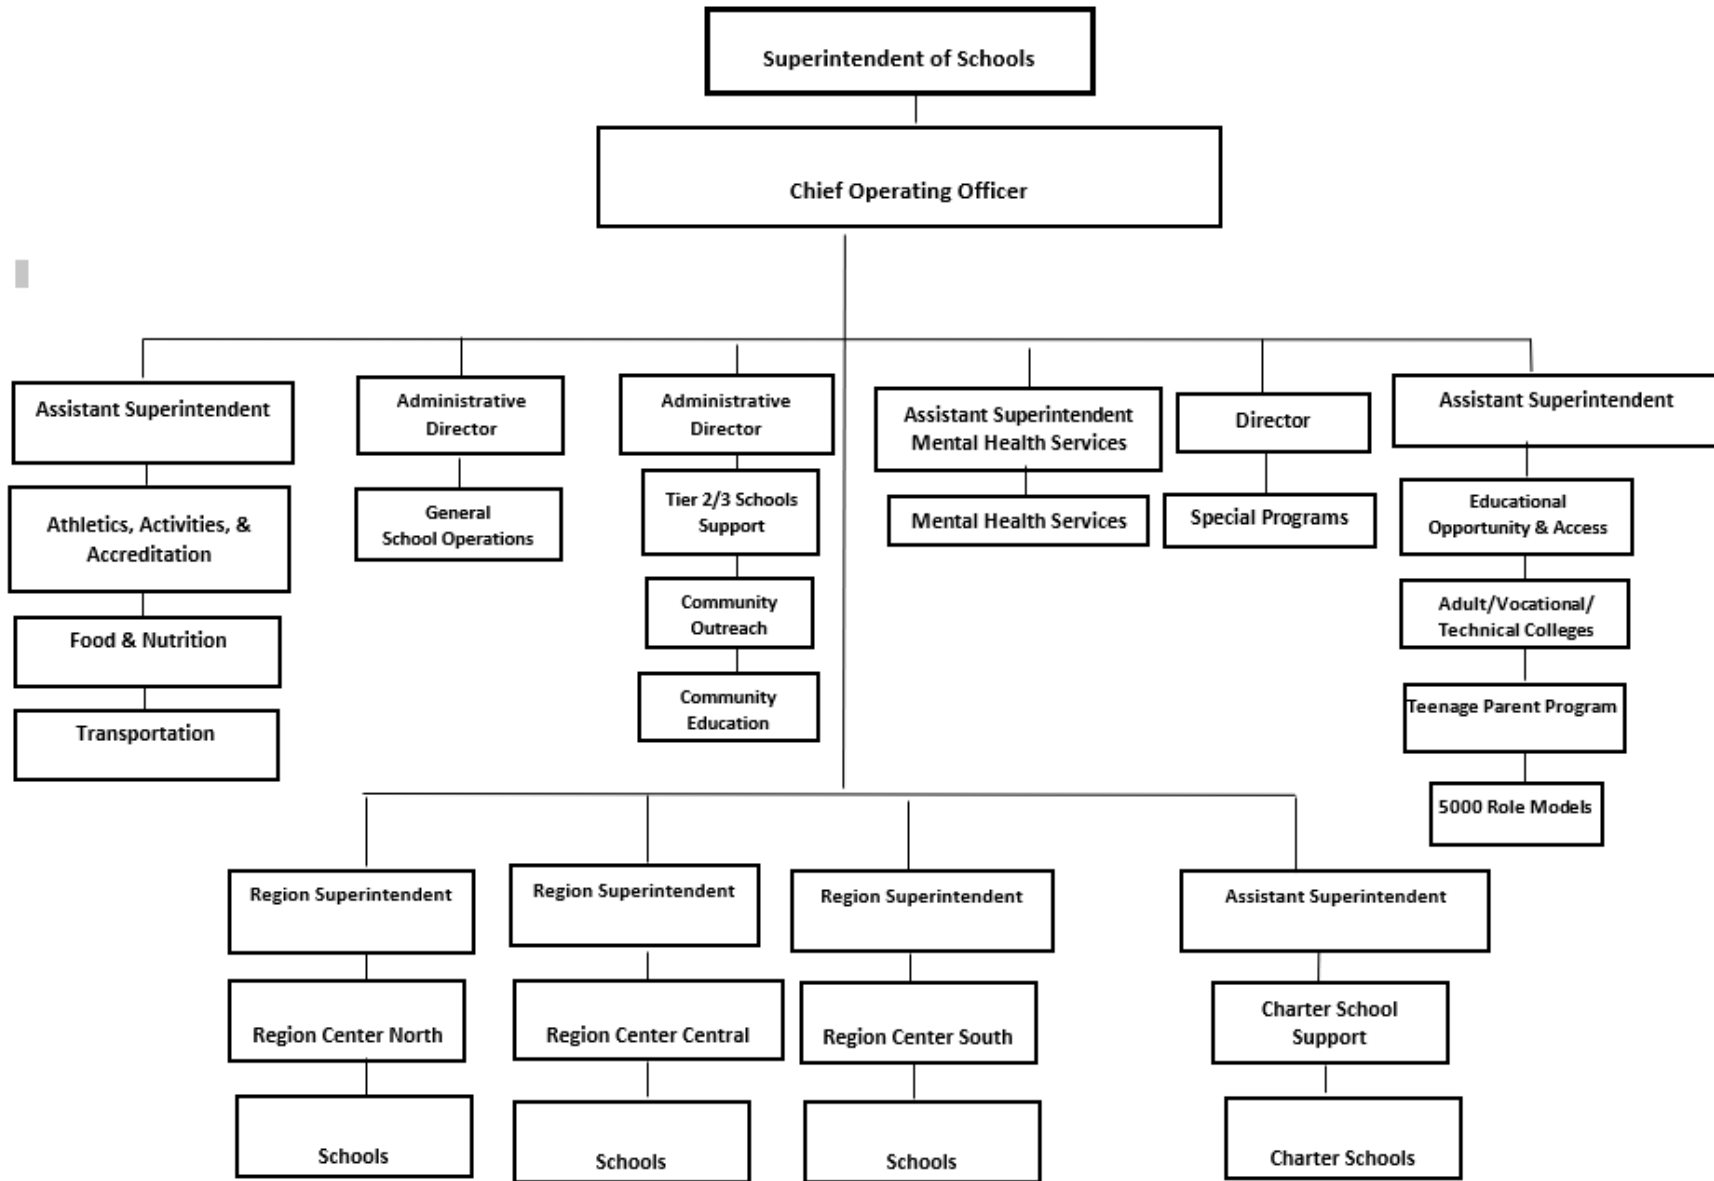 Superintendent of Schools
Chief Operating Officer
Assistant Superintendent
Athletics, Activities, &
Accreditation
Food & Nutrition
Transportation
Administrative
Director
General
School Operations
Administrative
Director
Tier 2/3 Schools
Support
Community
Outreach
Community
Education
Assistant Superintendent
Mental Health Services
Mental Health Services
Director
Special Programs
Assistant Superintendent
Educational
Opportunity & Access
Adult/Vocational/
Technical Colleges
Teenage Parent Program
5000 Role Models
Region Superintendent
Region Center North
Schools
Region Superintendent
Region Center Central
Schools
Region Superintendent
Region Center South
Schools
Assistant Superintendent
Charter School
Support
Charter Schools